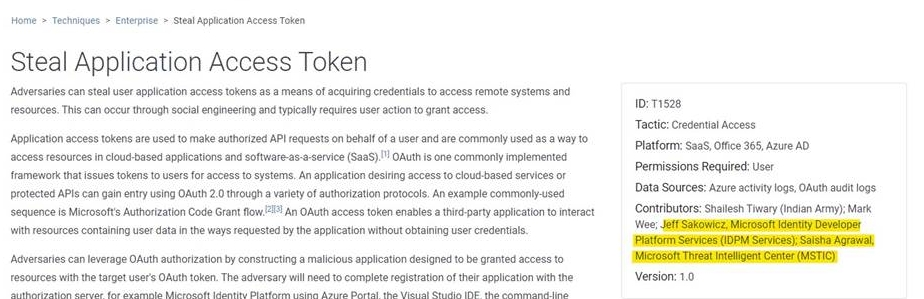 Home > Techniques > Enterprise > Steal Application Access Token
Steal Application Access Token
Adversaries can steal user application access tokens as a means of acquiring credentials to access remote systems and
resources. This can occur through social engineering and typically requires user action to grant access.
Application access tokens are used to make authorized API requests on behalf of a user and are commonly used as a way to
access resources in cloud-based applications and software-as-a-service (SaaS).[1] OAuth is one commonly implemented
framework that issues tokens to users for access to systems. An application desiring access to cloud-based services or
protected APIs can gain entry using OAuth 2.0 through a variety of authorization protocols. An example commonly-used
sequence is Microsoft's Authorization Code Grant flow.[2][3] An OAuth access token enables a third-party application to interact
with resources containing user data in the ways requested by the application without obtaining user credentials.
Adversaries can leverage OAuth authorization by constructing a malicious application designed to be granted access to
resources with the target user's OAuth token. The adversary will need to complete registration of their application with the
authorization server, for example Microsoft Identity Platform using Azure Portal, the Visual Studio IDE, the command-line
ID: T1528
Tactic: Credential Access
Platform: SaaS, Office 365, Azure AD
Permissions Required: User
Data Sources: Azure activity logs, OAuth audit logs
Contributors: Shailesh Tiwary (Indian Army); Mark
Wee; Jeff Sakowicz, Microsoft Identity Developer
Platform Services (IDPM Services); Saisha Agrawal,
Microsoft Threat Intelligent Center (MSTIC)
Version: 1.0